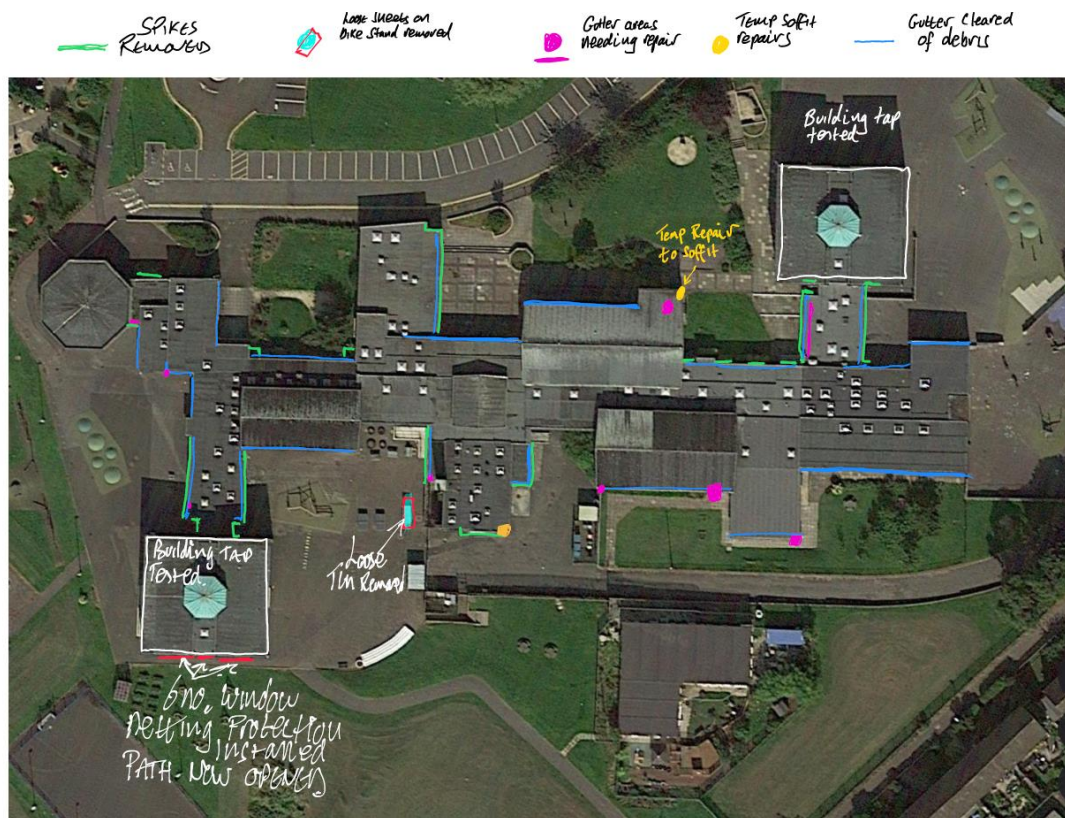 SPIKES
REMOVED
Loose sheets on
bike stand removed
Gutter areas
needing repair
Temp Soffit
repairs
Gutter Cleared
of debris
Building tap
tested
Temp Repair
to Soffit
Building TAP
Tested.
Loose
Tin Removed
6no. window
Netting Protection
Installed
PATH NOW OPENED